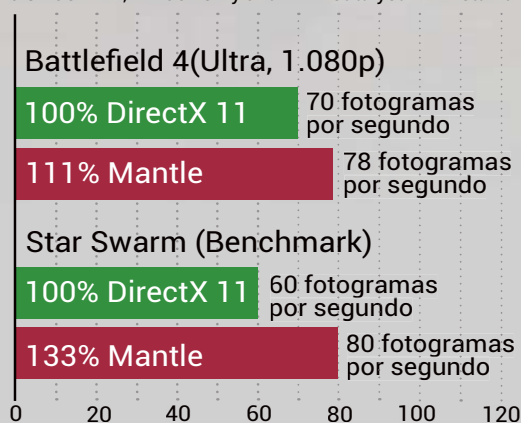 Battlefield 4(Ultra, 1.080p)
100% DirectX 11
70 fotogramas
por segundo
111% Mantle
78 fotogramas
por segundo
Star Swarm (Benchmark)
100% DirectX 11
60 fotogramas
por segundo
133% Mantle
80 fotogramas
por segundo
0 20 40 60 80 100 120